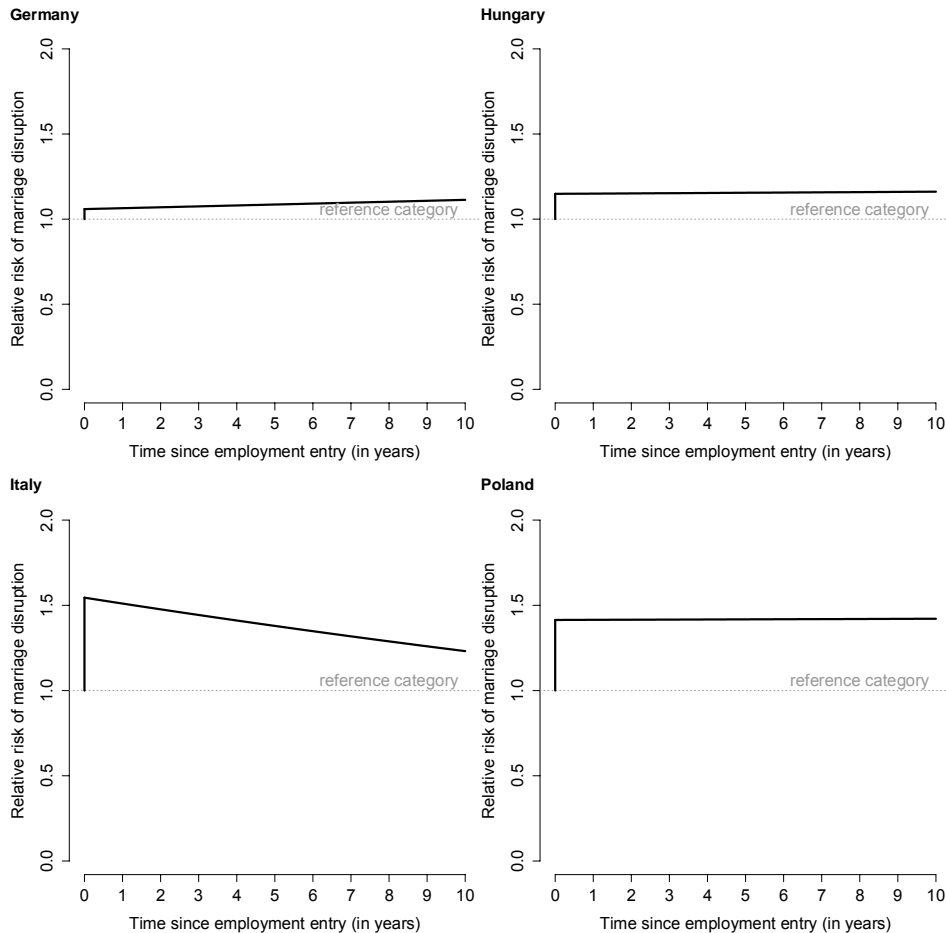 Germany
Relative risk of marriage disruption
2.0
1.5
1.0
0.5
0.0
reference category
0 1 2 3 4 5 6 7 8 9 10
Time since employment entry (in years)
Hungary
Relative risk of marriage disruption
2.0
1.5
1.0
0.5
0.0
reference category
0 1 2 3 4 5 6 7 8 9 10
Time since employment entry (in years)
Italy
Relative risk of marriage disruption
2.0
1.5
1.0
0.5
0.0
reference category
0 1 2 3 4 5 6 7 8 9 10
Time since employment entry (in years)
Poland
Relative risk of marriage disruption
2.0
1.5
1.0
0.5
0.0
reference category
0 1 2 3 4 5 6 7 8 9 10
Time since employment entry (in years)